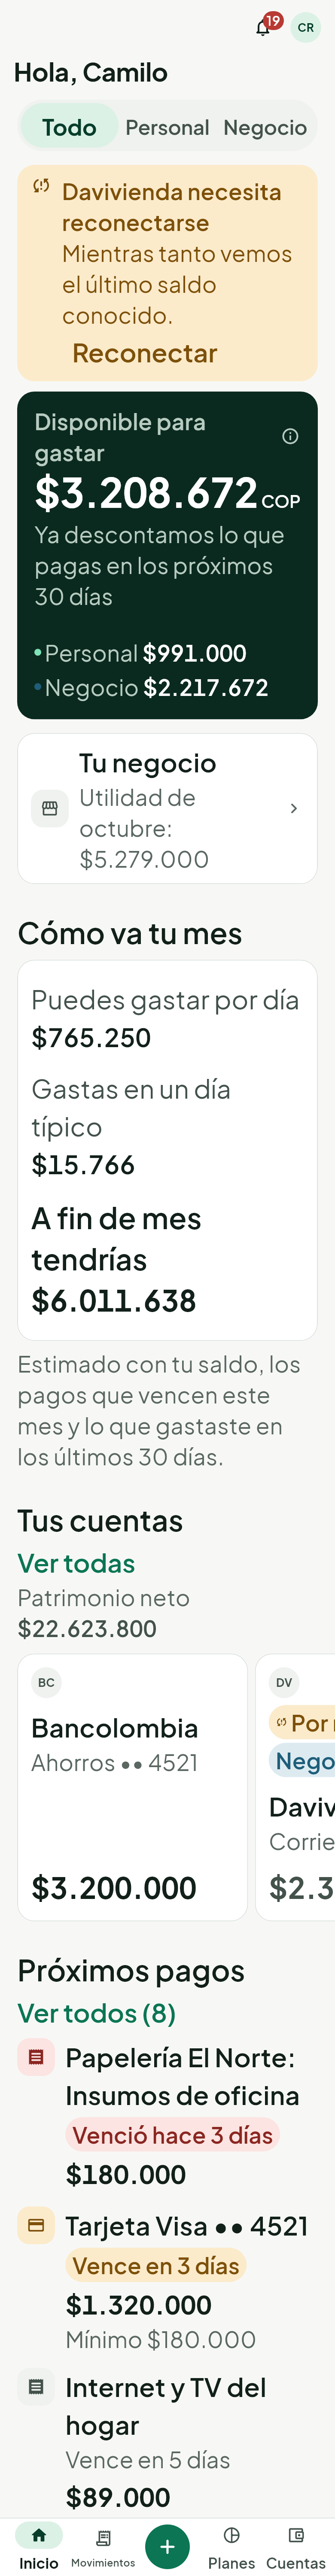 19
CR
Hola, Camilo
Todo Personal Negocio
Davivienda necesita
reconectarse
Mientras tanto vemos
el último saldo
conocido.
Reconectar
Disponible para
gastar
$3.208.672 COP
Ya descontamos lo que
pagas en los próximos
30 días
Personal $991.000
Negocio $2.217.672
Tu negocio
Utilidad de
octubre:
$5.279.000
Cómo va tu mes
Puedes gastar por día
$765.250
Gastas en un día
típico
$15.766
A fin de mes
tendrías
$6.011.638
Estimado con tu saldo, los
pagos que vencen este
mes y lo que gastaste en
los últimos 30 días.
Tus cuentas
Ver todas
Patrimonio neto
$22.623.800
BC
Bancolombia
Ahorros •• 4521
$3.200.000
DV
Por
Nego
Daviv
Corrie
$2.3
Próximos pagos
Ver todos (8)
Papelería El Norte:
Insumos de oficina
Venció hace 3 días
$180.000
Tarjeta Visa •• 4521
Vence en 3 días
$1.320.000
Mínimo $180.000
Internet y TV del
hogar
Vence en 5 días
$89.000
Inicio Movimientos Planes Cuentas